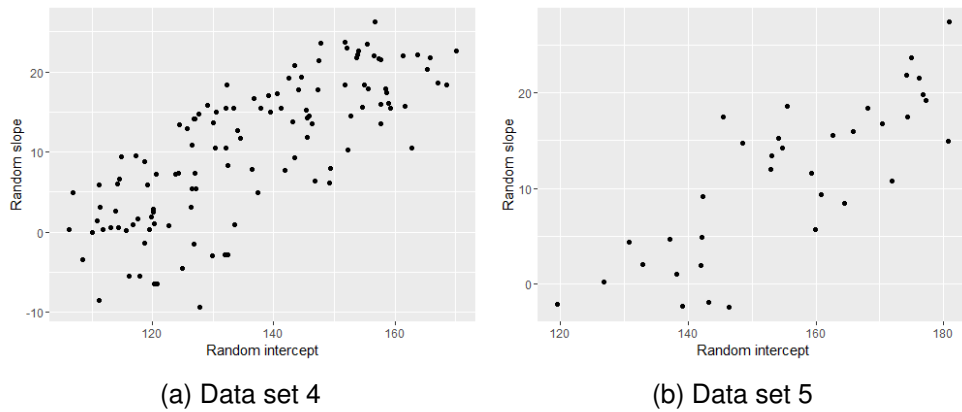 Random slope
20
10
0
-10
120
140
160
Random intercept
(a) Data set 4
Random slope
20
10
0
120
140
160
180
Random intercept
(b) Data set 5